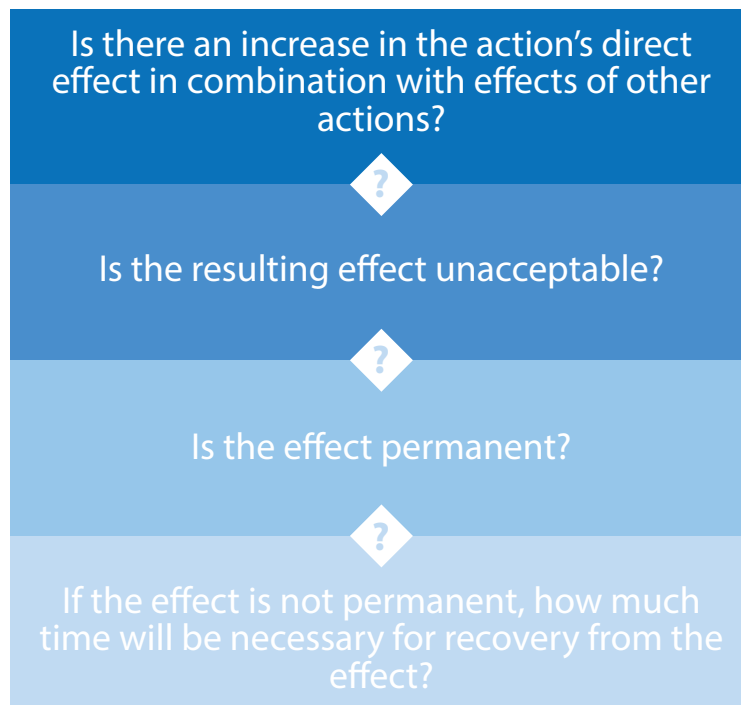 Is there an increase in the action’s direct
effect in combination with effects of other
actions?
?
Is the resulting effect unacceptable?
?
Is the effect permanent?
?
If the effect is not permanent, how much
time will be necessary for recovery from the
effect?